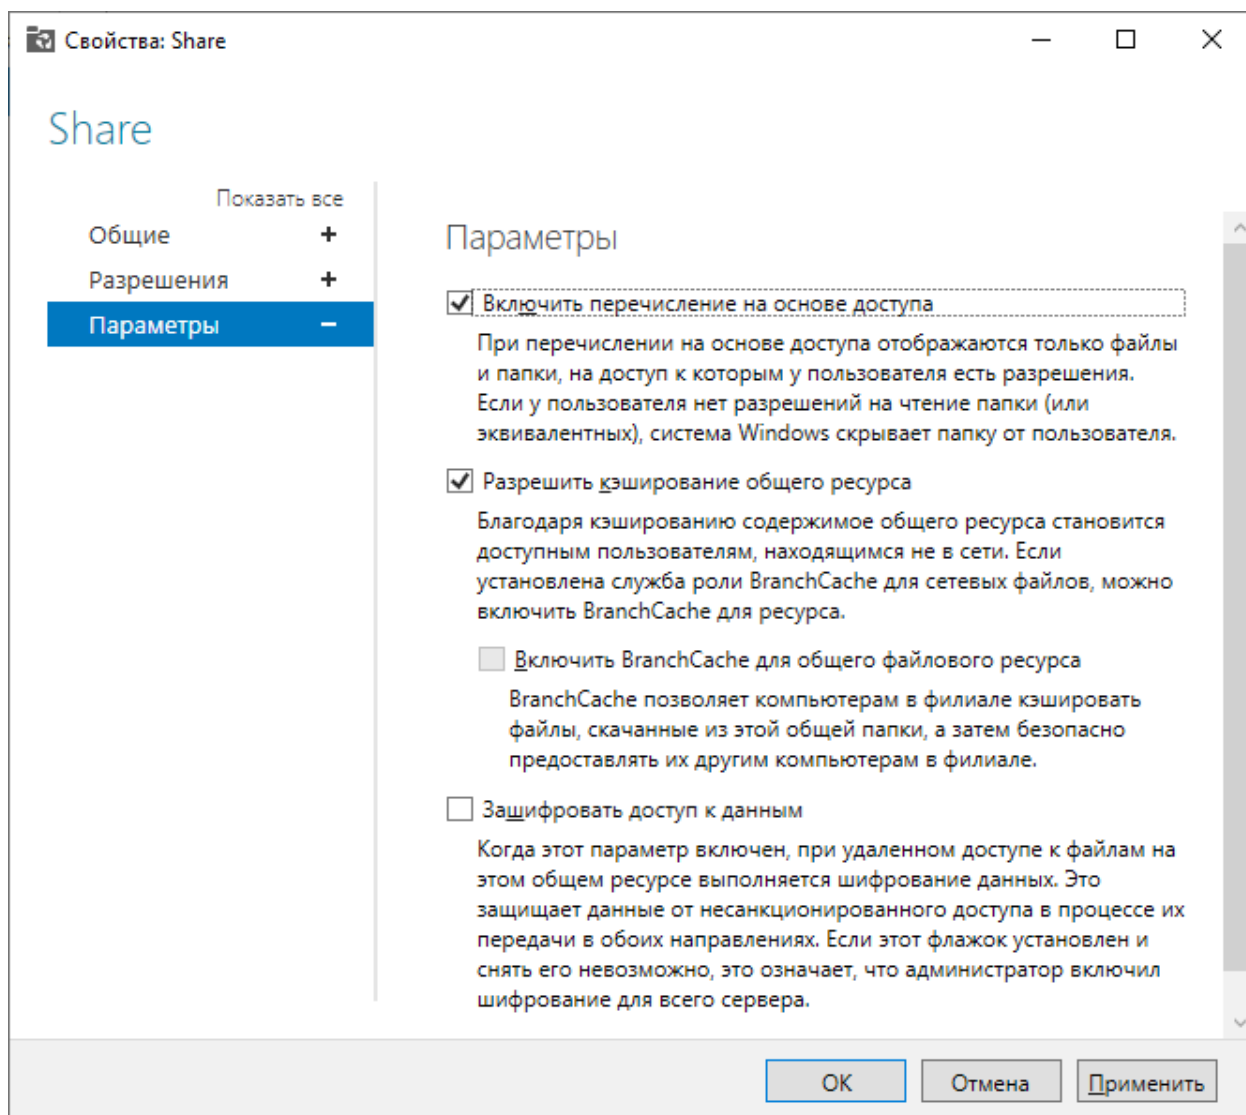 Свойства: Share
Share
Показать все
Общие
Разрешения
Параметры
Параметры
Включить перечисление на основе доступа
При перечислении на основе доступа отображаются только файлы
и папки, на доступ к которым у пользователя есть разрешения.
Если у пользователя нет разрешений на чтение папки (или
эквивалентных), система Windows скрывает папку от пользователя.
Разрешить кэширование общего ресурса
Благодаря кэшированию содержимое общего ресурса становится
доступным пользователям, находящимся не в сети. Если
установлена служба роли BranchCache для сетевых файлов, можно
включить BranchCache для ресурса.
Включить BranchCache для общего файлового ресурса
BranchCache позволяет компьютерам в филиале кэшировать
файлы, скачанные из этой общей папки, а затем безопасно
предоставлять их другим компьютерам в филиале.
Зашифровать доступ к данным
Когда этот параметр включен, при удаленном доступе к файлам на
этом общем ресурсе выполняется шифрование данных. Это
защищает данные от несанкционированного доступа в процессе их
передачи в обоих направлениях. Если этот флажок установлен и
снять его невозможно, это означает, что администратор включил
шифрование для всего сервера.
OK
Отмена
Применить